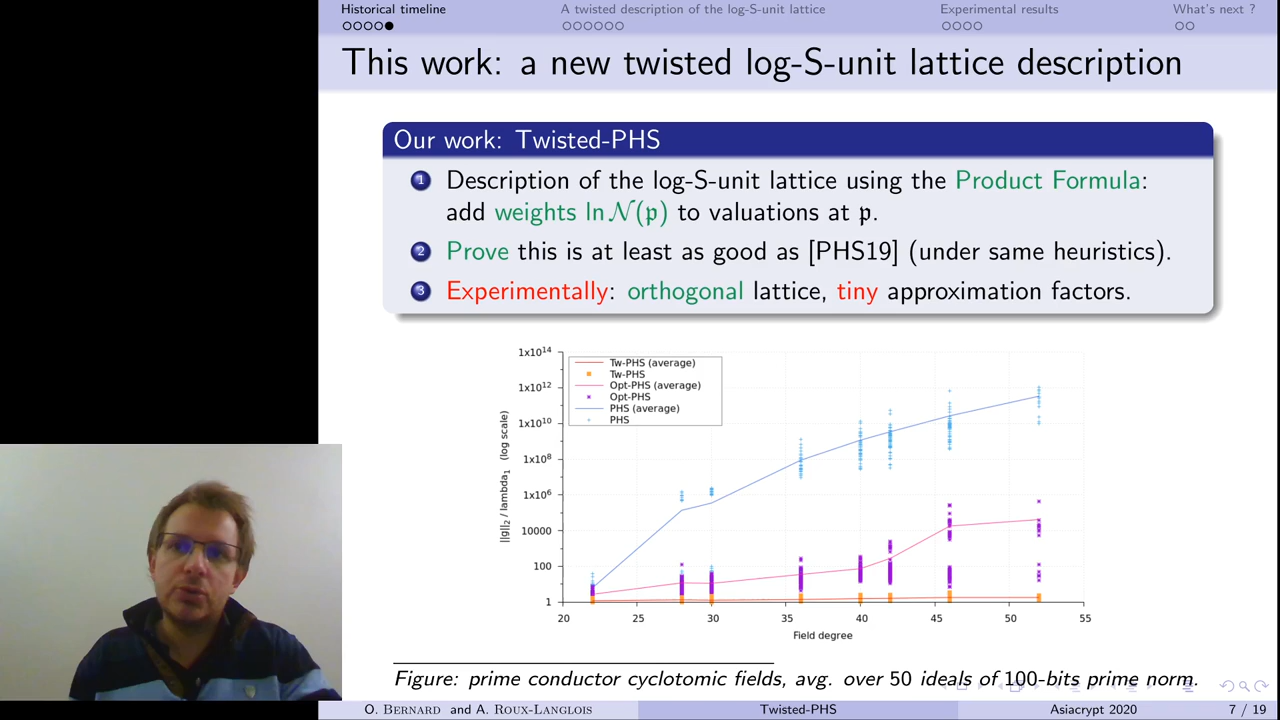 Historical timeline
A twisted description of the log-S-unit lattice
Experimental results
What's next ?
This work: a new twisted log-S-unit lattice description
Our work: Twisted-PHS
1 Description of the log-S-unit lattice using the Product Formula:
add weights ln 𝒩(𝔭) to valuations at 𝔭.
2 Prove this is at least as good as [PHS19] (under same heuristics).
3 Experimentally: orthogonal lattice, tiny approximation factors.
||g||₂ / lambda₁ (log scale)
1x10¹⁴
1x10¹²
1x10¹⁰
1x10⁸
1x10⁶
10000
100
1
Tw-PHS (average)
Tw-PHS
Opt-PHS (average)
Opt-PHS
PHS (average)
PHS
20 25 30 35 40 45 50 55
Field degree
Figure: prime conductor cyclotomic fields, avg. over 50 ideals of 100-bits prime norm.
O. Bernard and A. Roux-Langlois
Twisted-PHS
Asiacrypt 2020
7 / 19